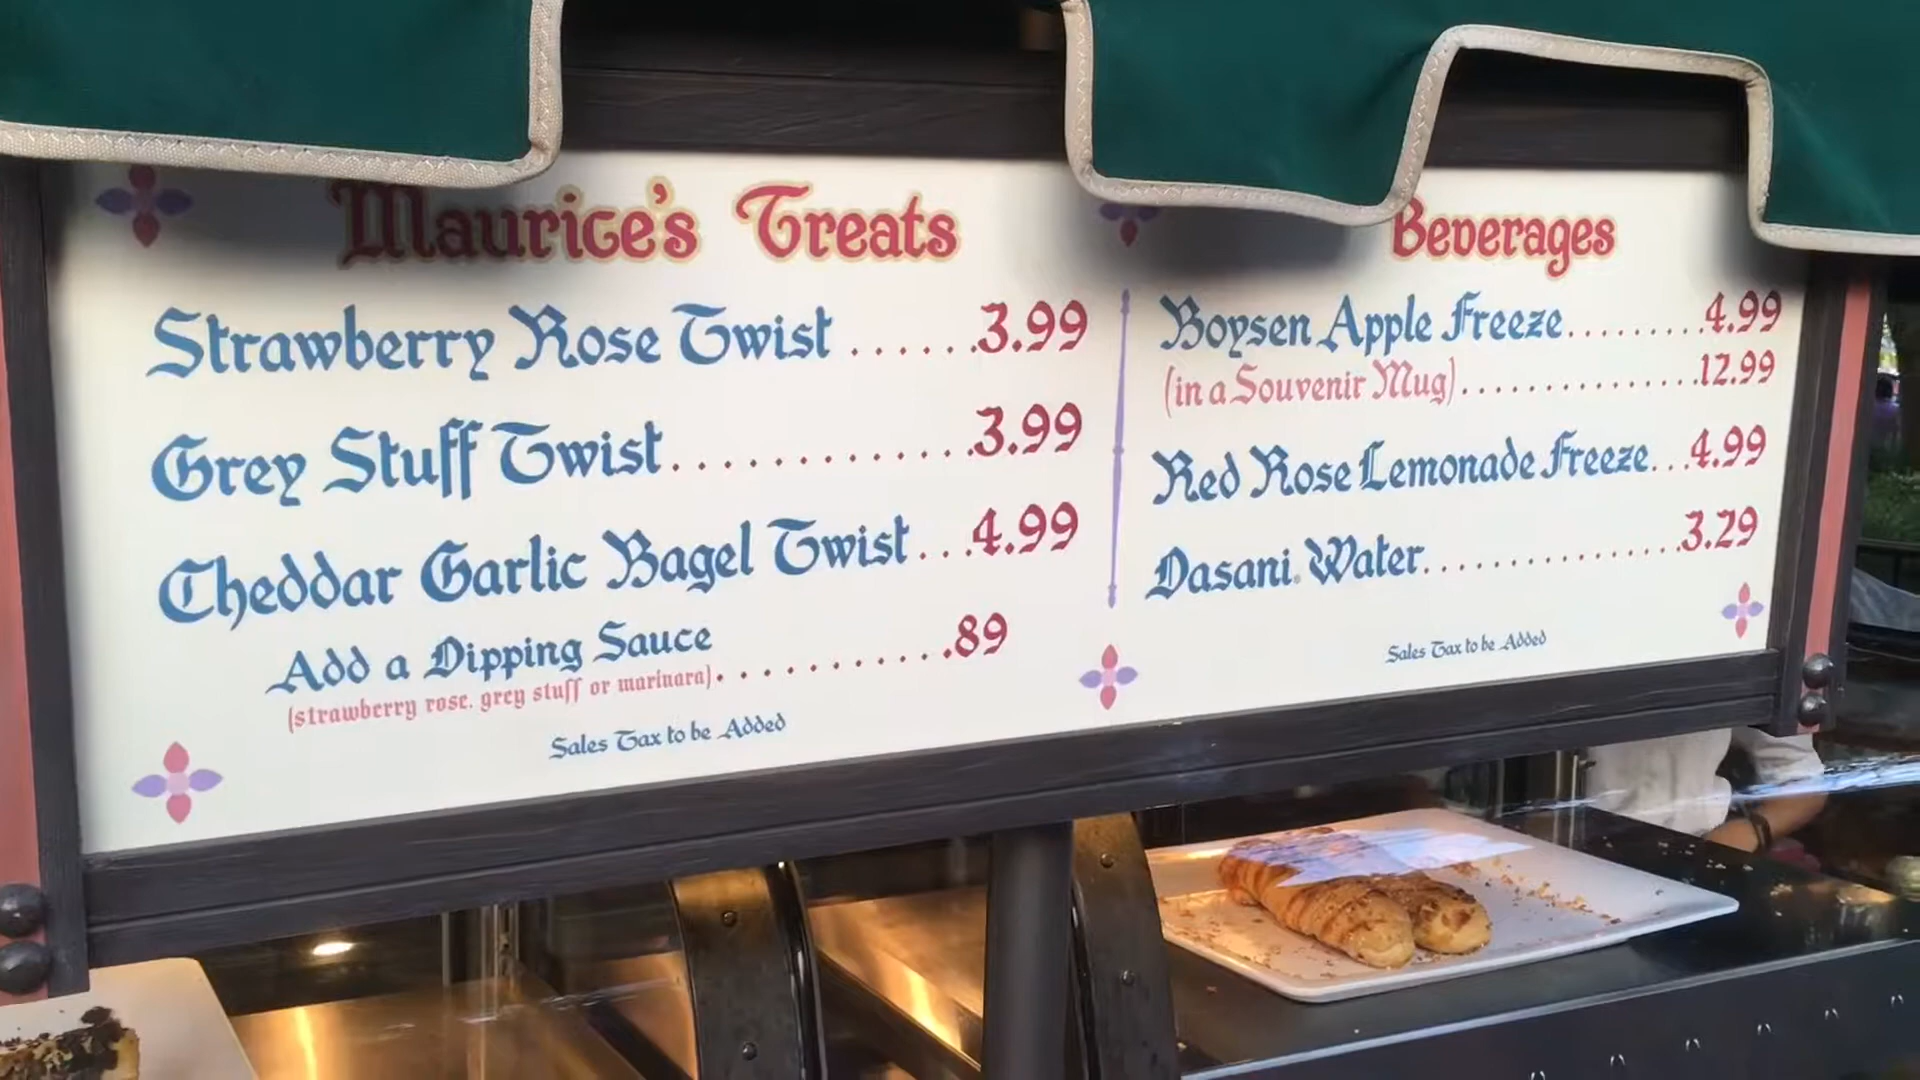 Maurice's Treats
Strawberry Rose Twist ......3.99
Grey Stuff Twist..............3.99
Cheddar Garlic Bagel Twist ...4.99
Add a Dipping Sauce
(strawberry rose, grey stuff or marinara)...........89
Sales Tax to be Added
Beverages
Boysen Apple Freeze.........4.99
(in a Souvenir Mug)................12.99
Red Rose Lemonade Freeze...4.99
Dasani® Water..............3.29
Sales Tax to be Added